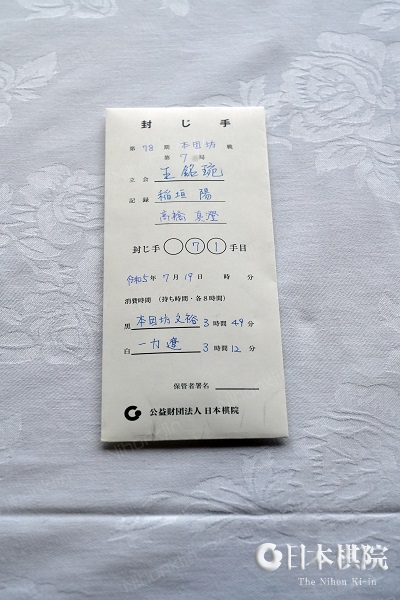 封じ手
第 78 期 本因坊 戦
第 7 局
立会 王銘琬
記録 稲垣 陽
高橋真澄
封じ手○⑦①手目
令和5年7月19日 時 分
消費時間 (持ち時間・各8時間)
黒 本因坊文裕 3時間49分
白 一力遼 3時間12分
保管者署名
公益財団法人 日本棋院
日本棋院
The Nihon Ki-in